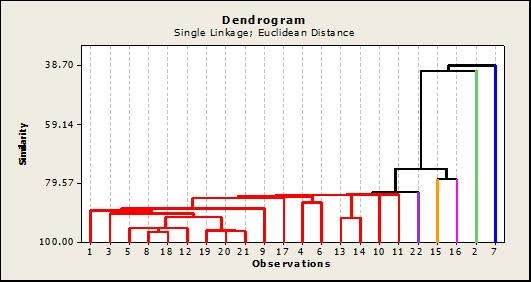 Dendrogram
Single Linkage; Euclidean Distance
Similarity
38.70
59.14
79.57
100.00
1 3 5 8 18 12 19 20 21 9 17 4 6 13 14 10 11 22 15 16 2 7
Observations